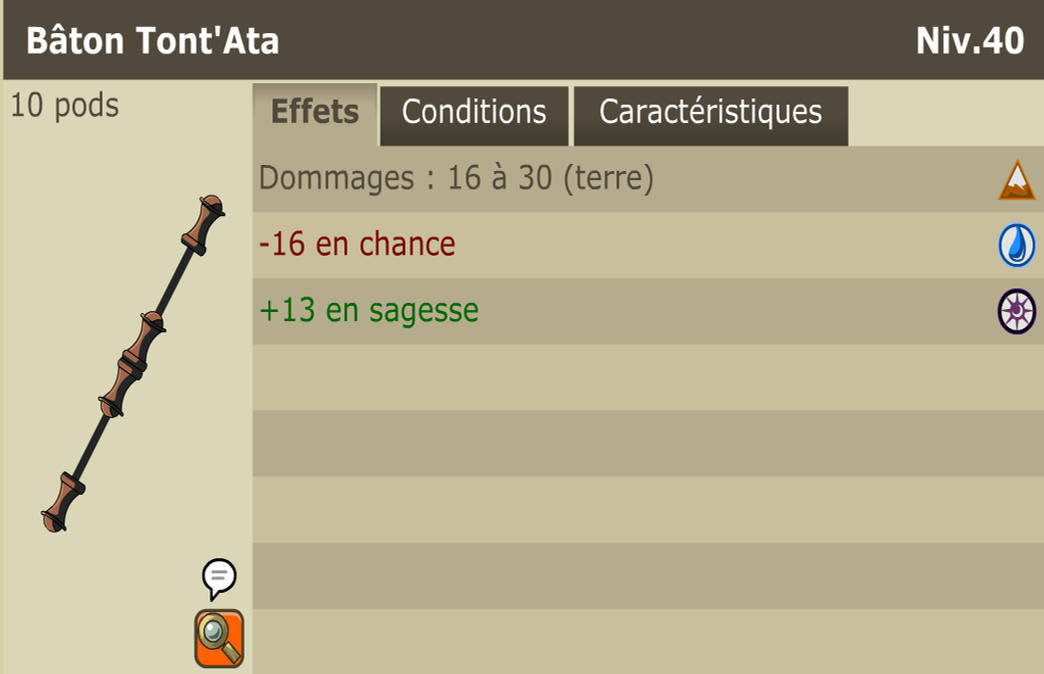 Bâton Tont'Ata
Niv.40
10 pods
Effets
Conditions
Caractéristiques
Dommages : 16 à 30 (terre)
-16 en chance
+13 en sagesse